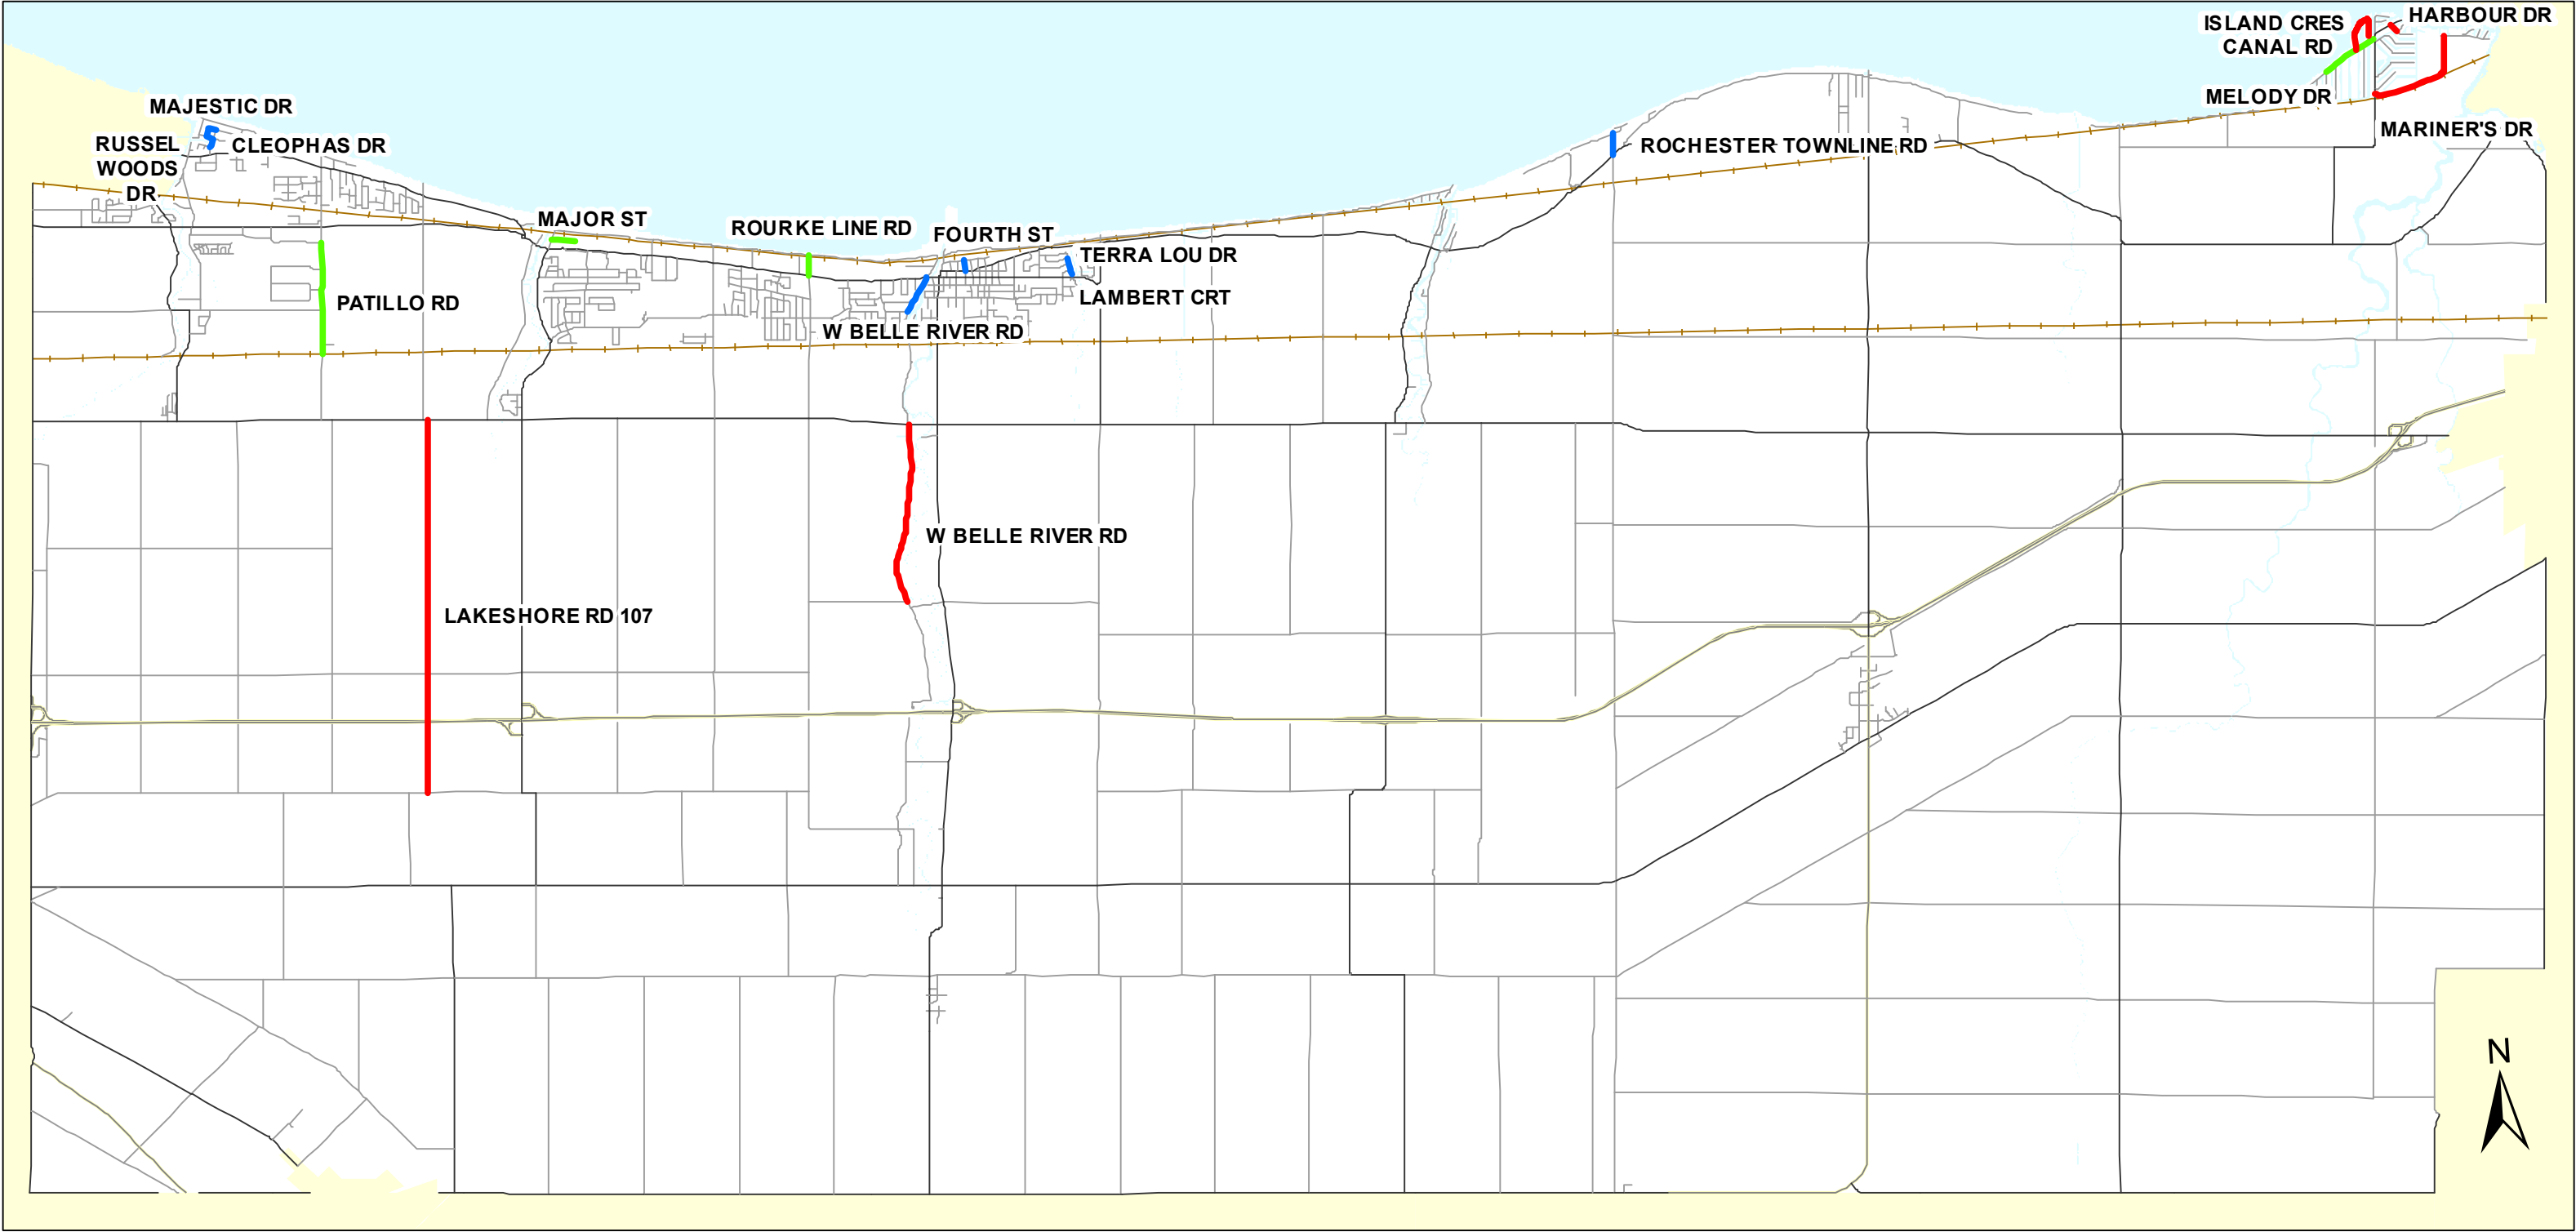 HARBOUR DR
ISLAND CRES
CANAL RD
MELODY DR
MARINER'S DR
MAJESTIC DR
CLEOPHAS DR
RUSSEL
WOODS
DR
ROCHESTER TOWNLINE RD
MAJOR ST
ROURKE LINE RD
FOURTH ST
TERRA LOU DR
LAMBERT CRT
PATILLO RD
W BELLE RIVER RD
W BELLE RIVER RD
LAKESHORE RD 107
N